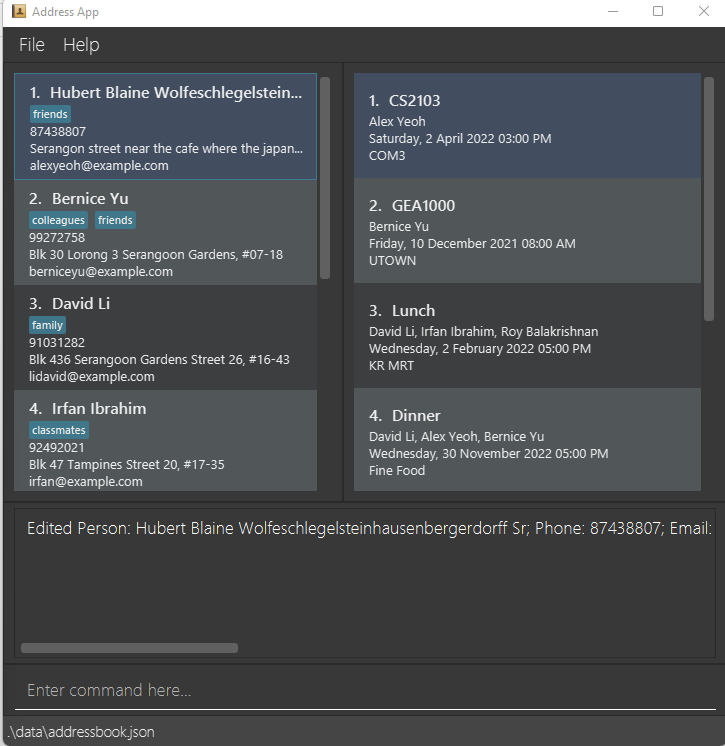 Address App
File Help
1. Hubert Blaine Wolfeschlegelstein...
friends
87438807
Serangon street near the cafe where the japan...
alexyeoh@example.com
2. Bernice Yu
colleagues friends
99272758
Blk 30 Lorong 3 Serangoon Gardens, #07-18
berniceyu@example.com
3. David Li
family
91031282
Blk 436 Serangoon Gardens Street 26, #16-43
lidavid@example.com
4. Irfan Ibrahim
classmates
92492021
Blk 47 Tampines Street 20, #17-35
irfan@example.com
1. CS2103
Alex Yeoh
Saturday, 2 April 2022 03:00 PM
COM3
2. GEA1000
Bernice Yu
Friday, 10 December 2021 08:00 AM
UTOWN
3. Lunch
David Li, Irfan Ibrahim, Roy Balakrishnan
Wednesday, 2 February 2022 05:00 PM
KR MRT
4. Dinner
David Li, Alex Yeoh, Bernice Yu
Wednesday, 30 November 2022 05:00 PM
Fine Food
Edited Person: Hubert Blaine Wolfeschlegelsteinhausenbergerdorff Sr; Phone: 87438807; Email:
Enter command here...
.\data\addressbook.json